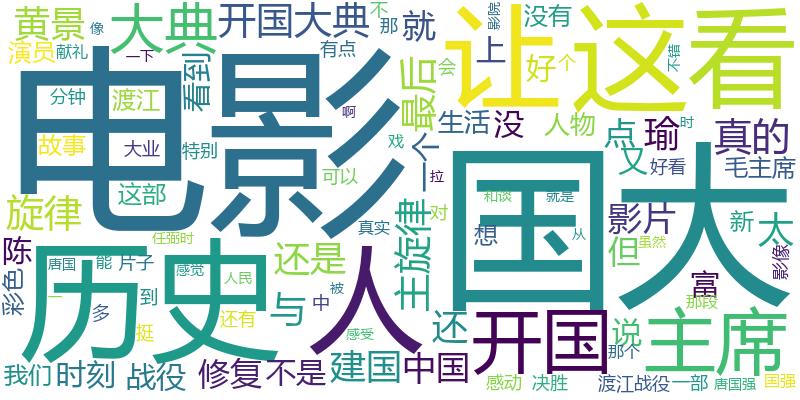 黄景 像 大典 开国大典 不 那 就 影院 没有 让这看
演员 献礼 一下 有点 上 好 个 不错
电影 看到 最后 会
分钟 渡江 啊 生活 没 人物 点 瑜 时 真的
故事 大业 特别 戏 一个 又 好看 毛主席
这部 可以 拉 国大 和谈 就是
旋律 真实 主旋律 对 想 影片 新 大
陈 任弼时 还是 从 但 虽然 影像
历史 人 唐国 能 片子 感觉 人民 富 那段
彩色 一 多 到 与 中 被 还 开国 说 主席
挺 还有 感受 那个
我们 时刻 战役 修复 不是 建国 中国 感动 决胜 渡江战役 一部 唐国强 国强